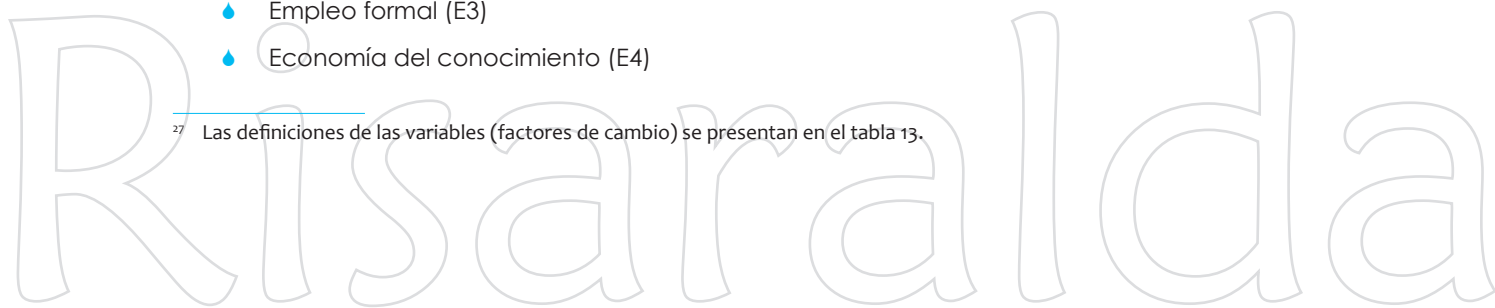 Empleo formal (E3)
Economía del conocimiento (E4)
27 Las definiciones de las variables (factores de cambio) se presentan en el tabla 13.
Risaralda